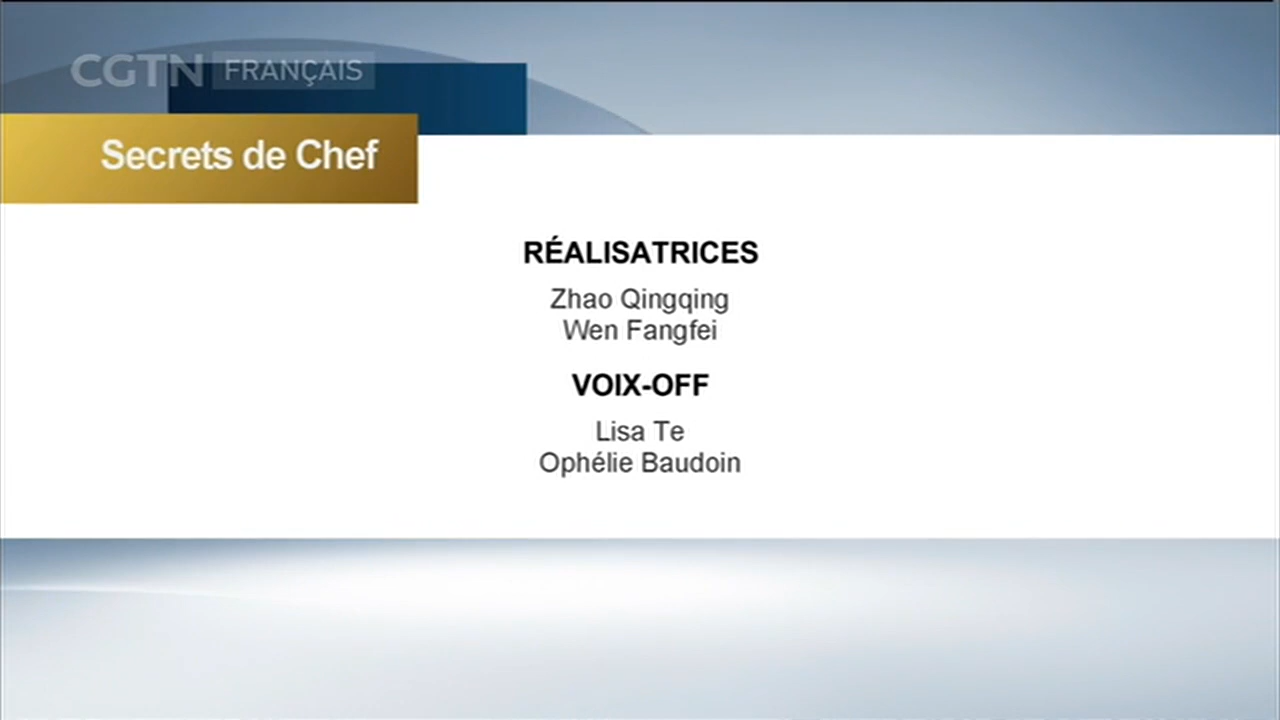 CGTN FRANÇAIS
Secrets de Chef
RÉALISATRICES
Zhao Qingqing
Wen Fangfei
VOIX-OFF
Lisa Te
Ophélie Baudoin